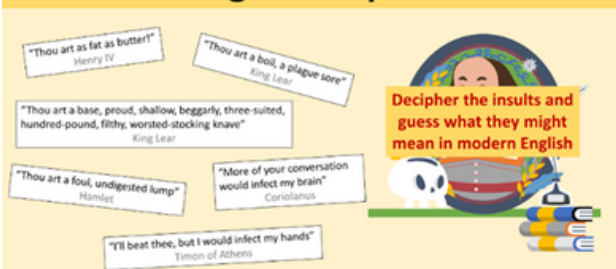 "Thou art as fat as butter!"
Henry IV
"Thou art a boil, a plague sore"
King Lear
"Thou art a base, proud, shallow, beggarly, three-suited,
hundred-pound, filthy, worsted-stocking knave"
King Lear
Decipher the insults and
guess what they might
mean in modern English
"Thou art a foul, undigested lump"
Hamlet
"More of your conversation
would infect my brain"
Coriolanus
"I'll beat thee, but I would infect my hands"
Timon of Athens